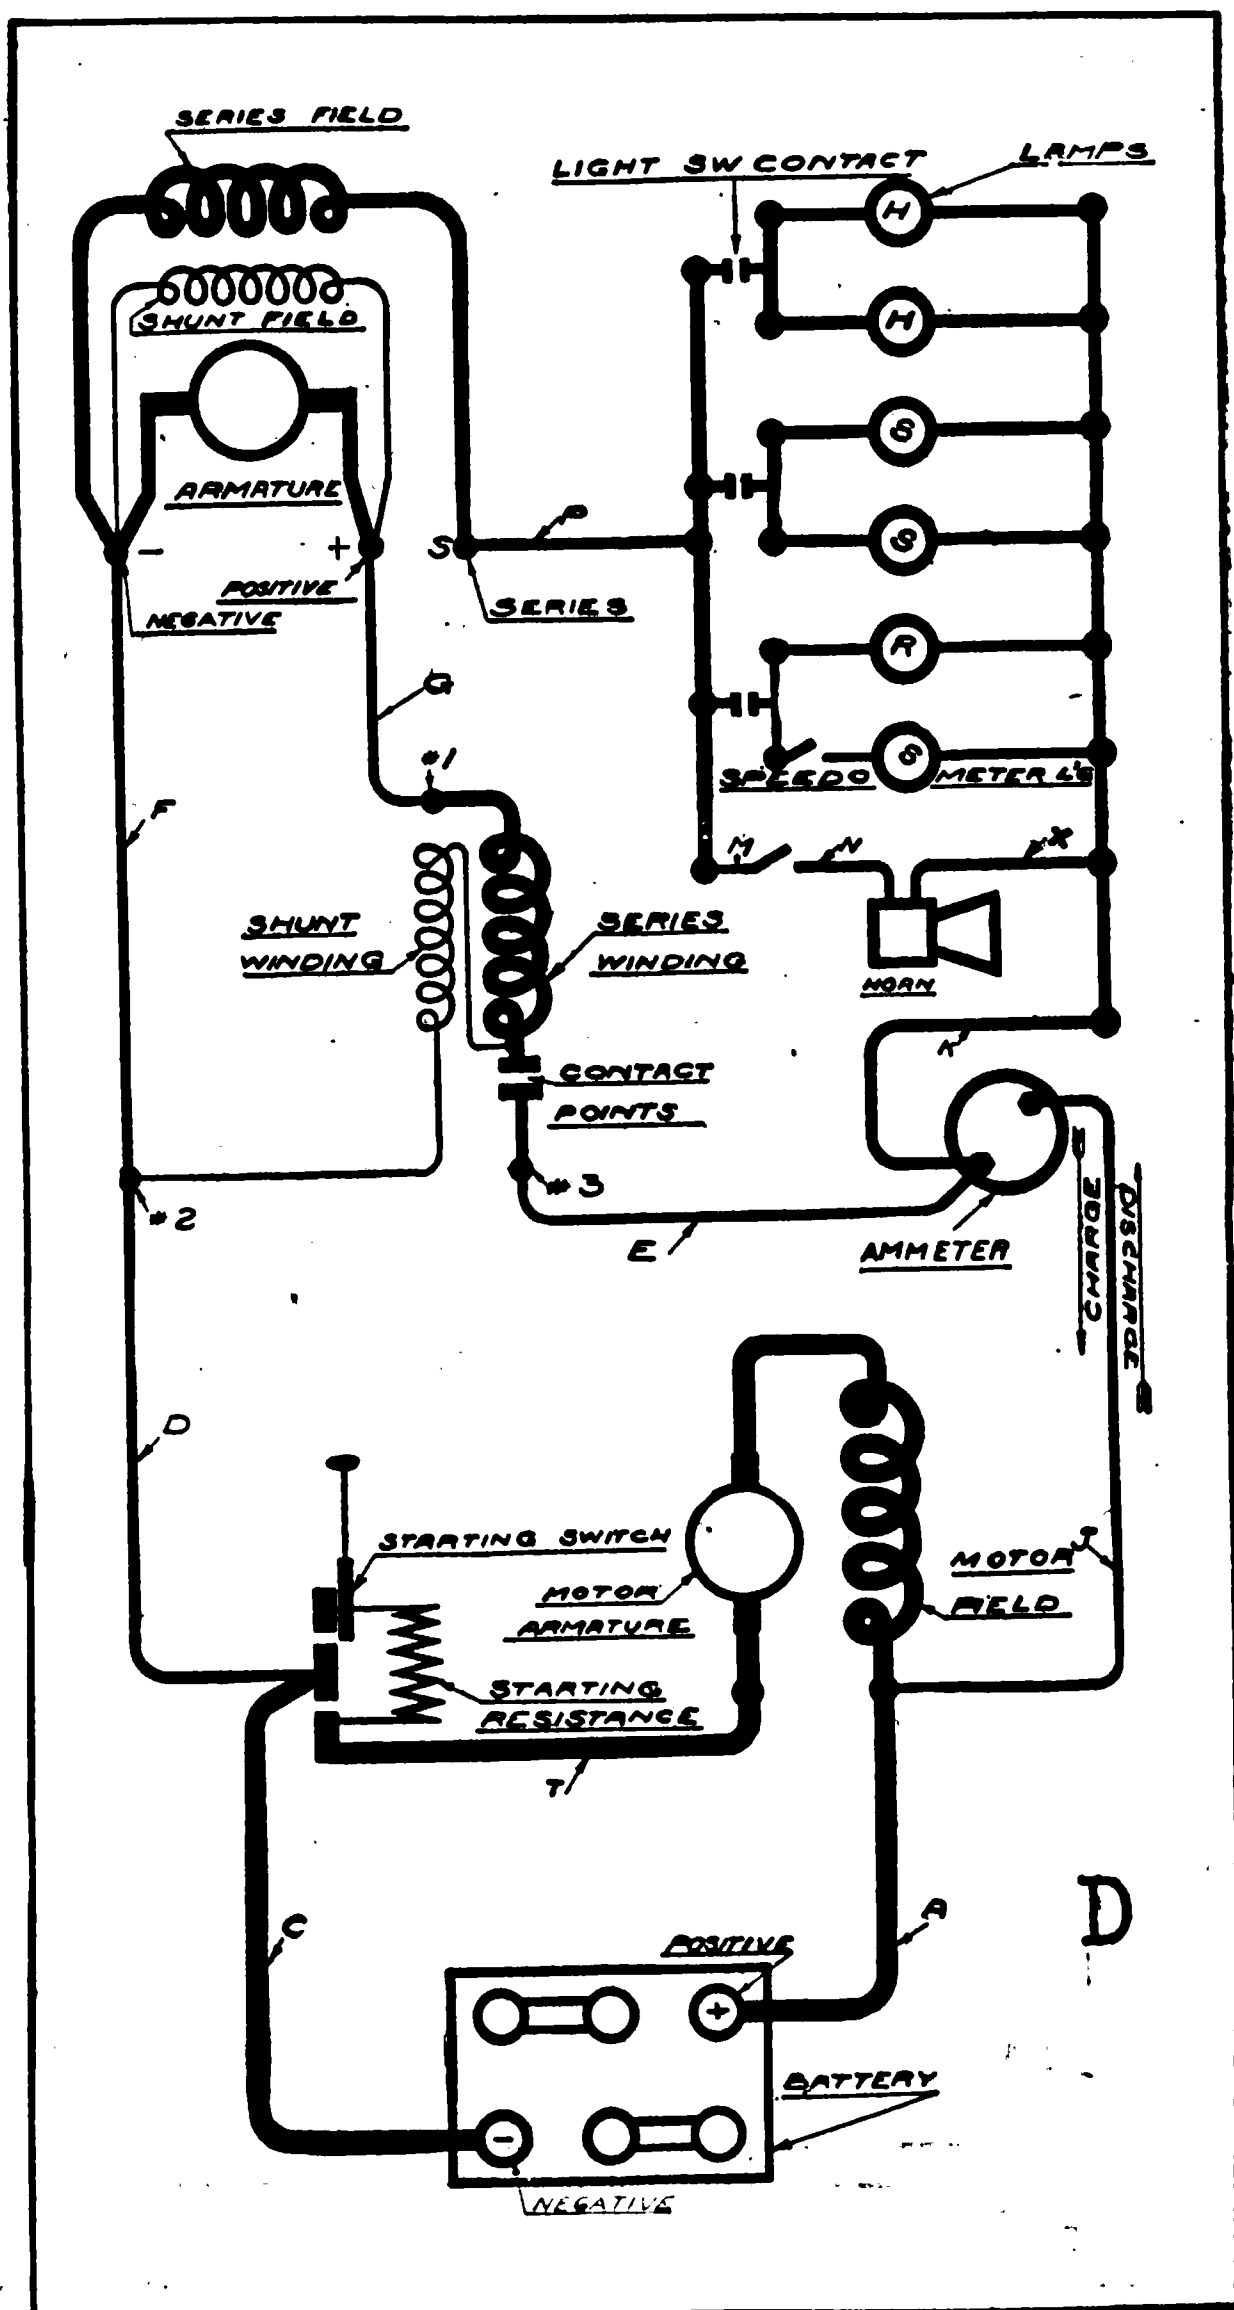 SERIES FIELD
LIGHT SW CONTACT
LAMPS
H
SHUNT FIELD
H
S
ARMATURE
P
S
-
+
S
POSITIVE
SERIES
NEGATIVE
R
G
#1
S
SPEEDO METER L'G
F
M
N
X
SHUNT
WINDING
SERIES
WINDING
HORN
K
CONTACT
POINTS
#3
#2
E
AMMETER
CHARGE
DISCHARGE
D
STARTING SWITCH
MOTOR
ARMATURE
MOTOR
FIELD
J
STARTING
RESISTANCE
T
D
C
A
POSITIVE
+
BATTERY
-
NEGATIVE